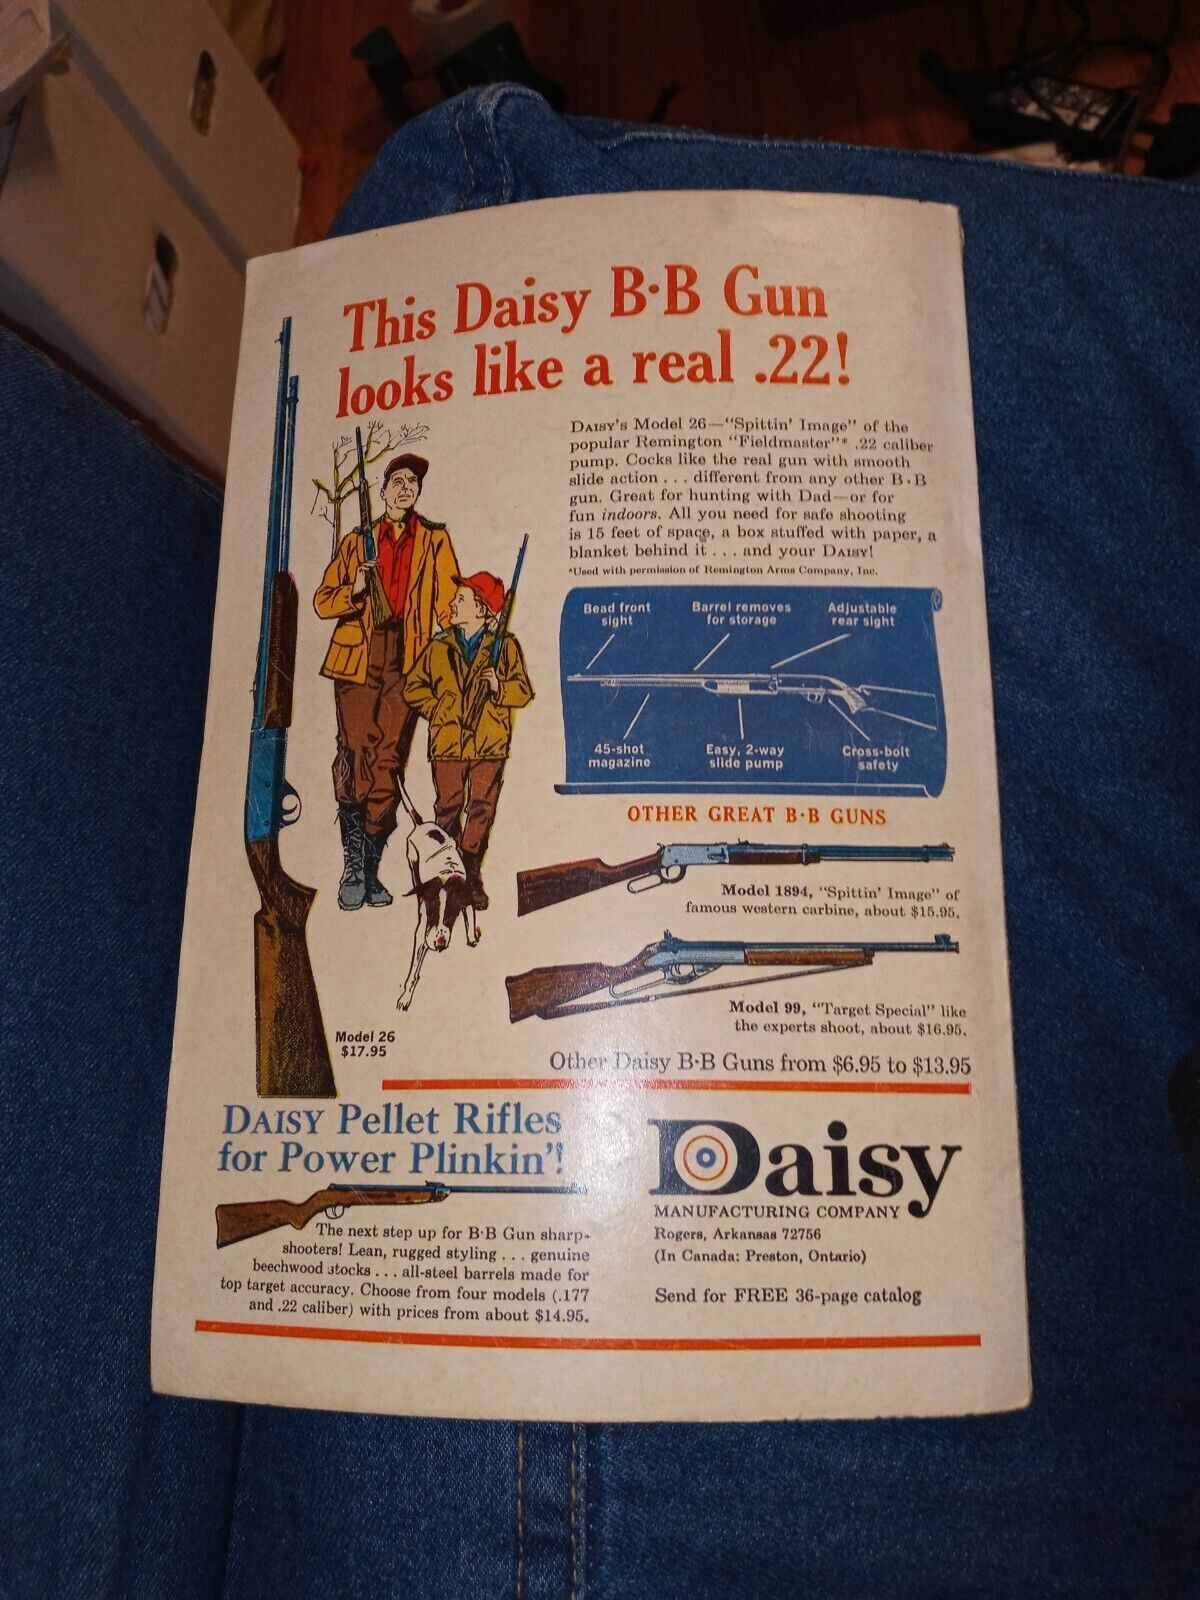 This Daisy B·B Gun
looks like a real .22!
DAISY'S Model 26—"Spittin' Image" of the
popular Remington "Fieldmaster"* .22 caliber
pump. Cocks like the real gun with smooth
slide action . . . different from any other B·B
gun. Great for hunting with Dad—or for
fun indoors. All you need for safe shooting
is 15 feet of space, a box stuffed with paper, a
blanket behind it . . . and your DAISY!
*Used with permission of Remington Arms Company, Inc.
Bead front
sight
Barrel removes
for storage
Adjustable
rear sight
45-shot
magazine
Easy, 2-way
slide pump
Cross-bolt
safety
OTHER GREAT B·B GUNS
Model 1894, "Spittin' Image" of
famous western carbine, about $15.95.
Model 99, "Target Special" like
the experts shoot, about $16.95.
Model 26
$17.95
Other Daisy B·B Guns from $6.95 to $13.95
DAISY Pellet Rifles
for Power Plinkin'!
The next step up for B·B Gun sharp-
shooters! Lean, rugged styling . . . genuine
beechwood stocks . . . all-steel barrels made for
top target accuracy. Choose from four models (.177
and .22 caliber) with prices from about $14.95.
Daisy
MANUFACTURING COMPANY
Rogers, Arkansas 72756
(In Canada: Preston, Ontario)
Send for FREE 36-page catalog